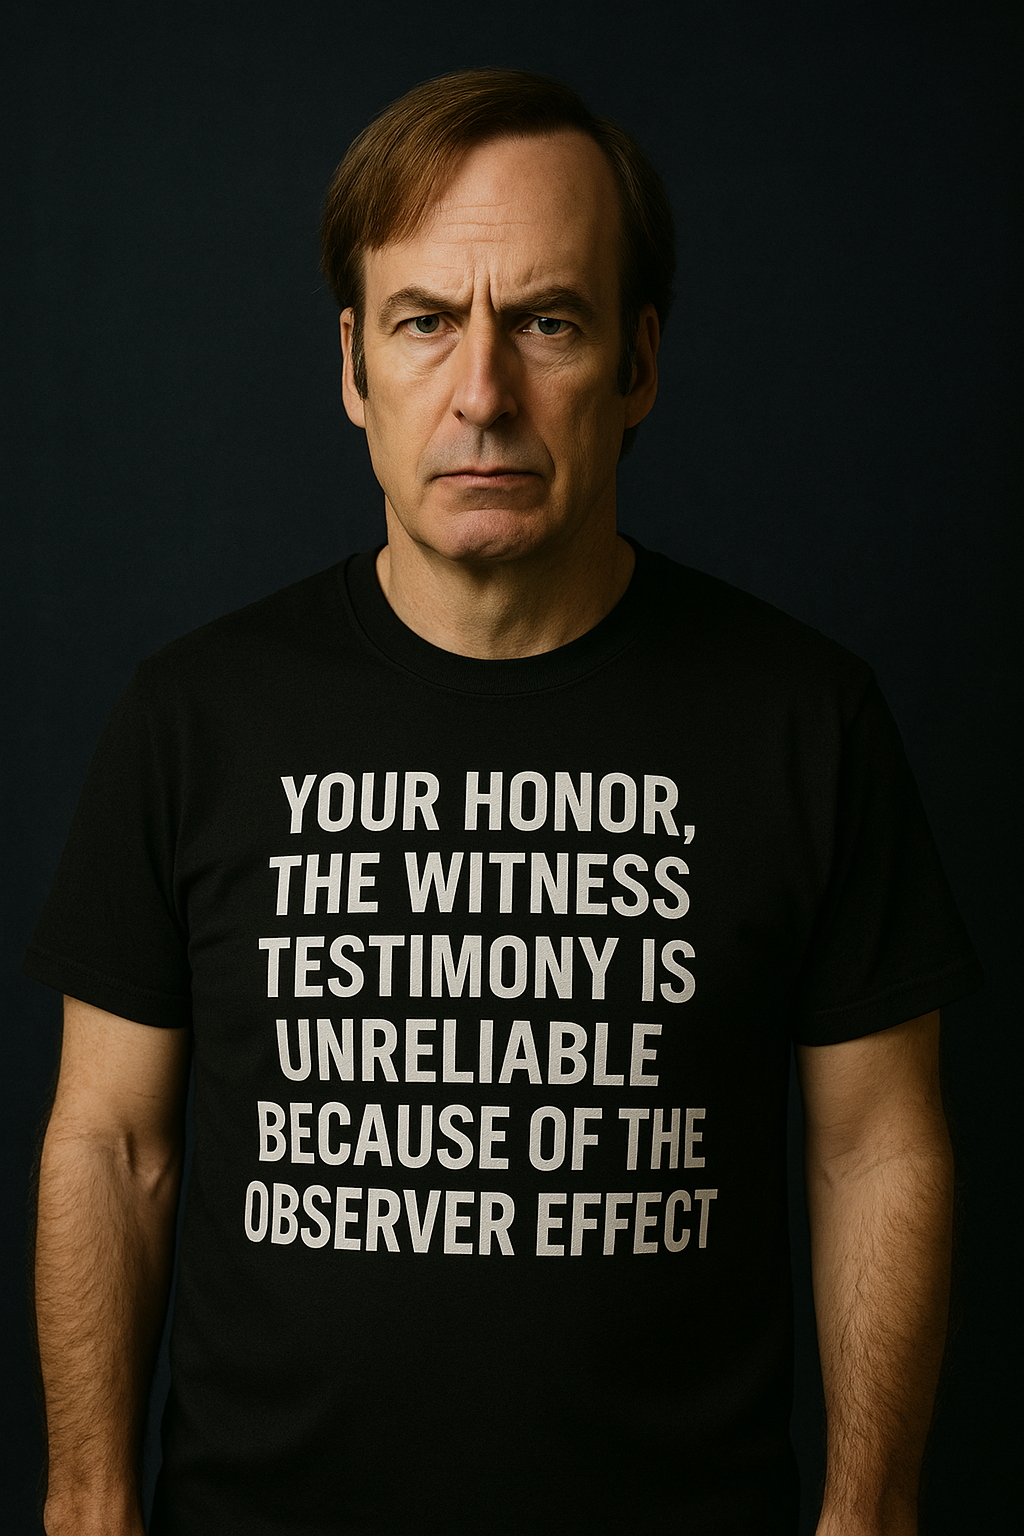 YOUR HONOR,
THE WITNESS
TESTIMONY IS
UNRELIABLE
BECAUSE OF THE
OBSERVER EFFECT